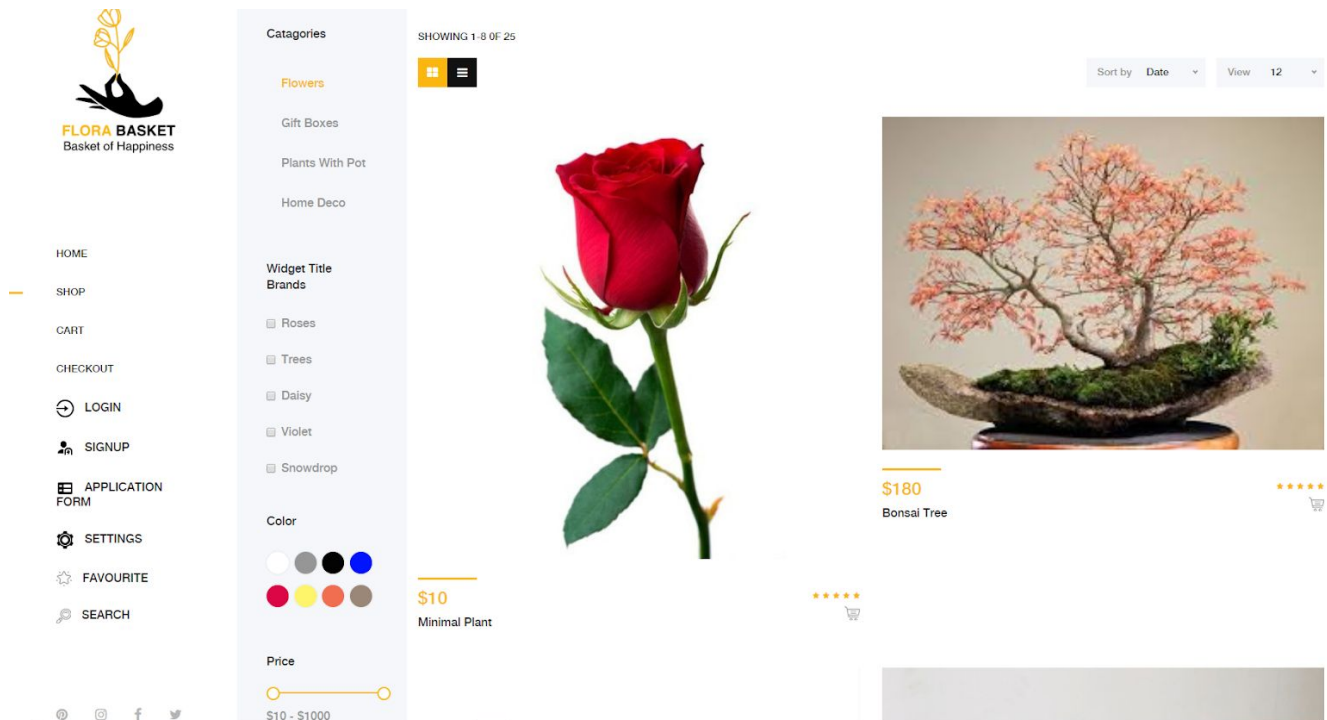 FLORA BASKET
Basket of Happiness
HOME
SHOP
CART
CHECKOUT
LOGIN
SIGNUP
APPLICATION
FORM
SETTINGS
FAVOURITE
SEARCH
Catagories
Flowers
Gift Boxes
Plants With Pot
Home Deco
Widget Title
Brands
Roses
Trees
Daisy
Violet
Snowdrop
Color
Price
$10 - $1000
SHOWING 1-8 0F 25
Sort by Date
View 12
$10
Minimal Plant
$180
Bonsai Tree